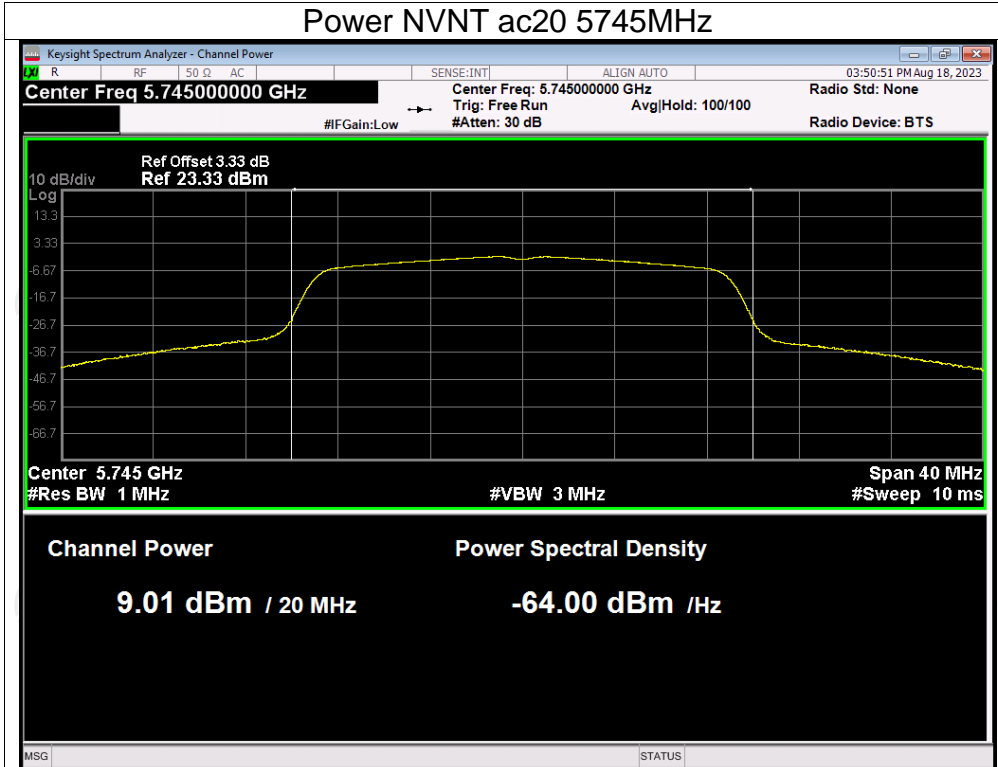 Power NVNT ac20 5745MHz
Keysight Spectrum Analyzer - Channel Power
LXI R RF 50 Ω AC SENSE:INT ALIGN AUTO 03:50:51 PM Aug 18, 2023
Center Freq 5.745000000 GHz Center Freq: 5.745000000 GHz Radio Std: None
Trig: Free Run Avg|Hold: 100/100
#IFGain:Low #Atten: 30 dB Radio Device: BTS
Ref Offset 3.33 dB
10 dB/div Ref 23.33 dBm
Log
13.3
3.33
-6.67
-16.7
-26.7
-36.7
-46.7
-56.7
-66.7
Center 5.745 GHz Span 40 MHz
#Res BW 1 MHz #VBW 3 MHz #Sweep 10 ms
Channel Power Power Spectral Density
9.01 dBm / 20 MHz -64.00 dBm /Hz
MSG STATUS